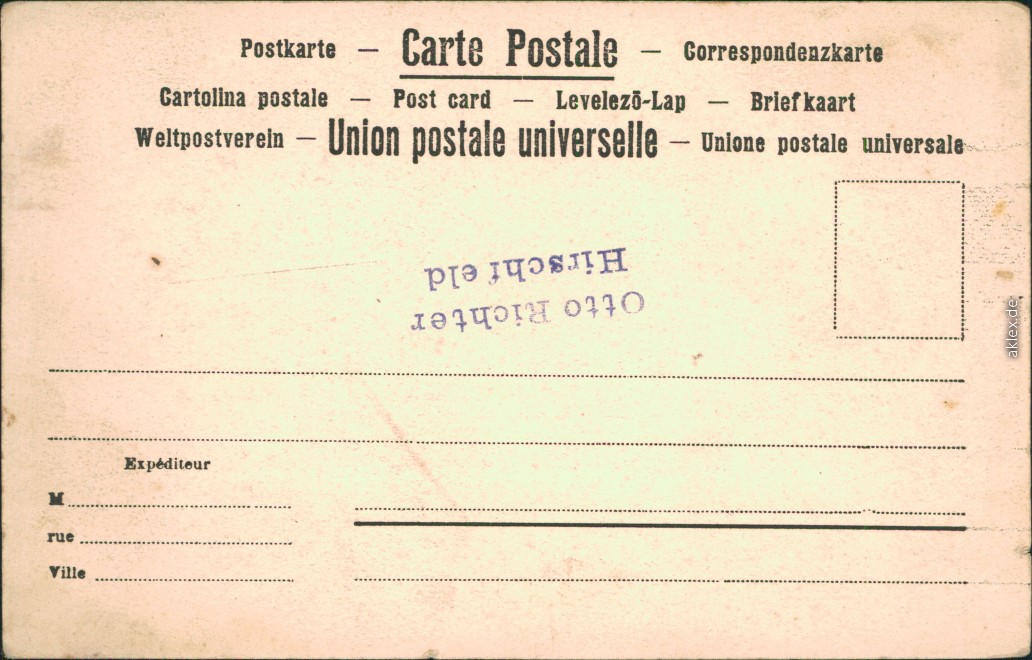 Postkarte — Carte Postale — Correspondenzkarte
Cartolina postale — Post card — Levelezõ-Lap — Briefkaart
Weltpostverein — Union postale universelle — Unione postale universale
Otto Richter
Hirschfeld
Expéditeur
M
rue
Ville
aklex.de